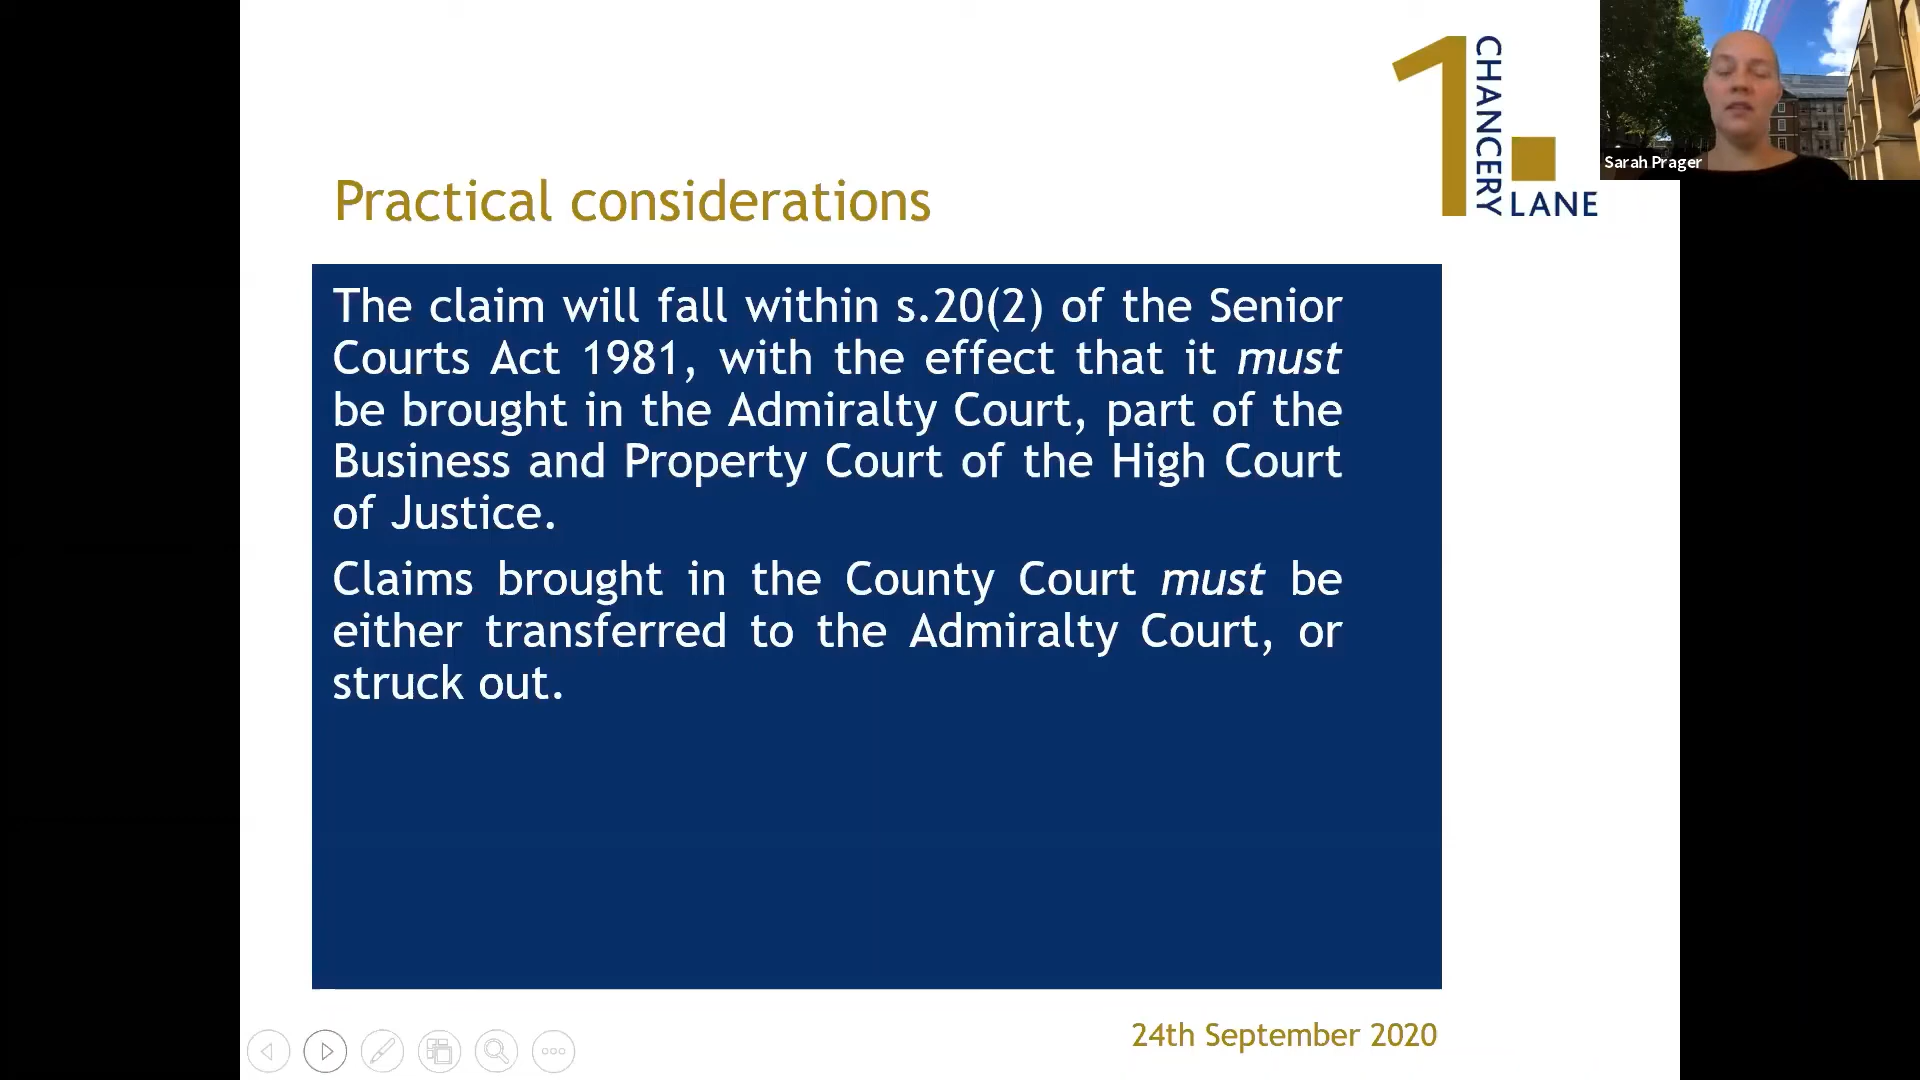 1 CHANCERY LANE
Sarah Prager
Practical considerations
The claim will fall within s.20(2) of the Senior
Courts Act 1981, with the effect that it must
be brought in the Admiralty Court, part of the
Business and Property Court of the High Court
of Justice.
Claims brought in the County Court must be
either transferred to the Admiralty Court, or
struck out.
24th September 2020